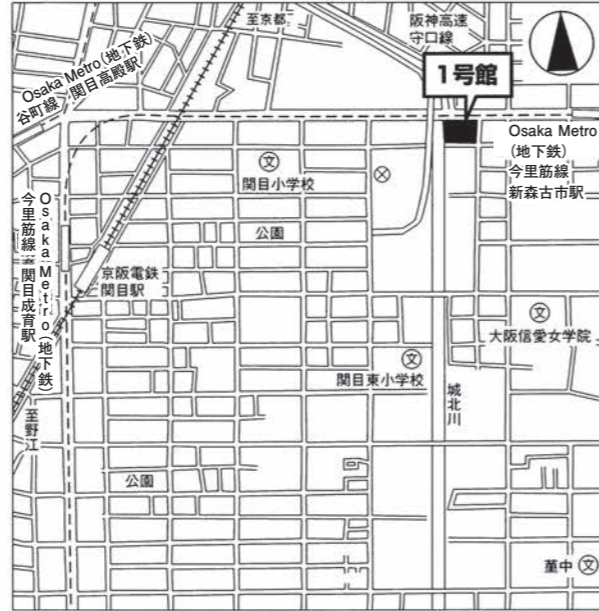 至京都
阪神高速
守口線
Osaka Metro(地下鉄)
谷町線 関目高殿駅
1号館
Osaka Metro
(地下鉄)
今里筋線
新森古市駅
文
関目小学校
公園
Osaka Metro(地下鉄)
今里筋線 関目成育駅
京阪電鉄
関目駅
文
大阪信愛女学院
文
関目東小学校
城北川
至野江
公園
菫中 文